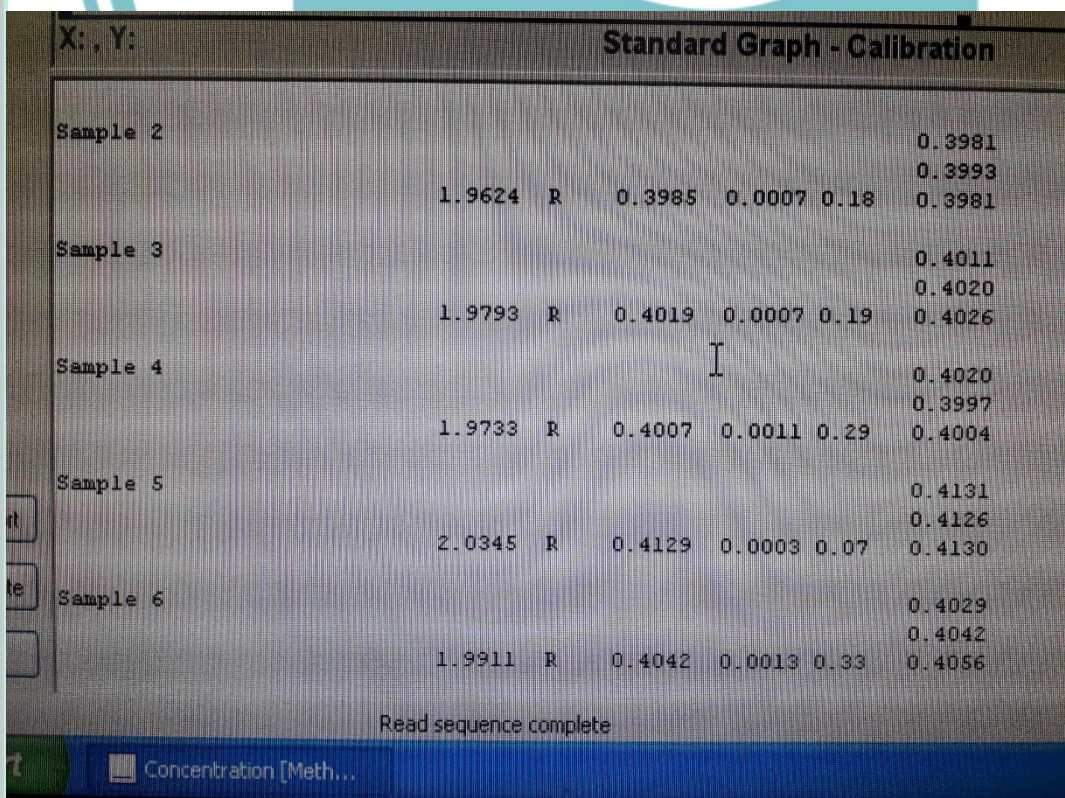 X: , Y:
Standard Graph - Calibration
Sample 2
0.3981
0.3993
1.9624 R 0.3985 0.0007 0.18 0.3981
Sample 3
0.4011
0.4020
1.9793 R 0.4019 0.0007 0.19 0.4026
Sample 4
0.4020
0.3997
1.9733 R 0.4007 0.0011 0.29 0.4004
Sample 5
0.4131
rt
0.4126
2.0345 R 0.4129 0.0003 0.07 0.4130
te
Sample 6
0.4029
0.4042
1.9911 R 0.4042 0.0013 0.33 0.4056
Read sequence complete
rt
Concentration [Meth...